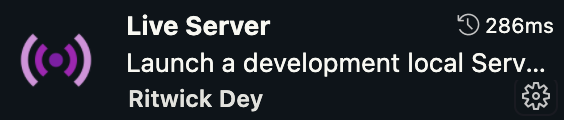 Live Server 286ms
Launch a development local Serv...
Ritwick Dey